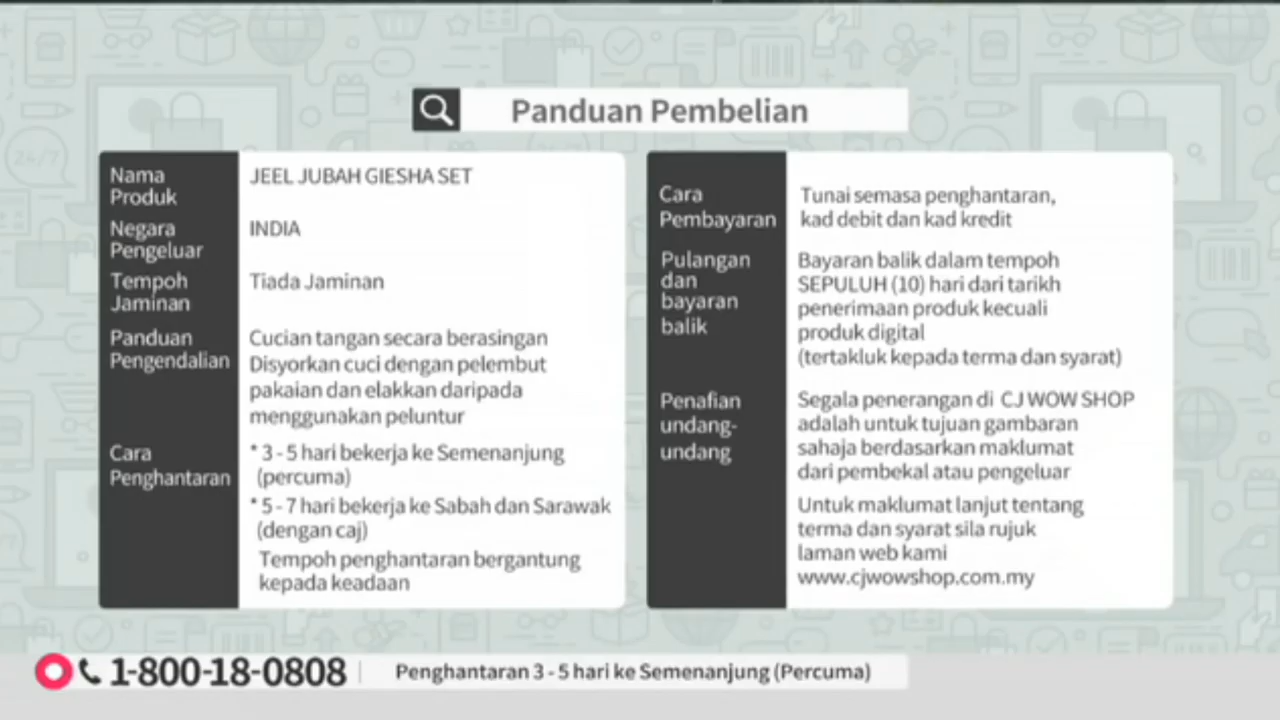 Panduan Pembelian
Nama
Produk
JEEL JUBAH GIESHA SET
Negara
Pengeluar
INDIA
Tempoh
Jaminan
Tiada Jaminan
Panduan
Pengendalian
Cucian tangan secara berasingan
Disyorkan cuci dengan pelembut
pakaian dan elakkan daripada
menggunakan peluntur
Cara
Penghantaran
* 3 - 5 hari bekerja ke Semenanjung
(percuma)
* 5 - 7 hari bekerja ke Sabah dan Sarawak
(dengan caj)
Tempoh penghantaran bergantung
kepada keadaan
Cara
Pembayaran
Tunai semasa penghantaran,
kad debit dan kad kredit
Pulangan
dan
bayaran
balik
Bayaran balik dalam tempoh
SEPULUH (10) hari dari tarikh
penerimaan produk kecuali
produk digital
(tertakluk kepada terma dan syarat)
Penafian
undang-
undang
Segala penerangan di CJ WOW SHOP
adalah untuk tujuan gambaran
sahaja berdasarkan maklumat
dari pembekal atau pengeluar
Untuk maklumat lanjut tentang
terma dan syarat sila rujuk
laman web kami
www.cjwowshop.com.my
1-800-18-0808
Penghantaran 3 - 5 hari ke Semenanjung (Percuma)
24/7